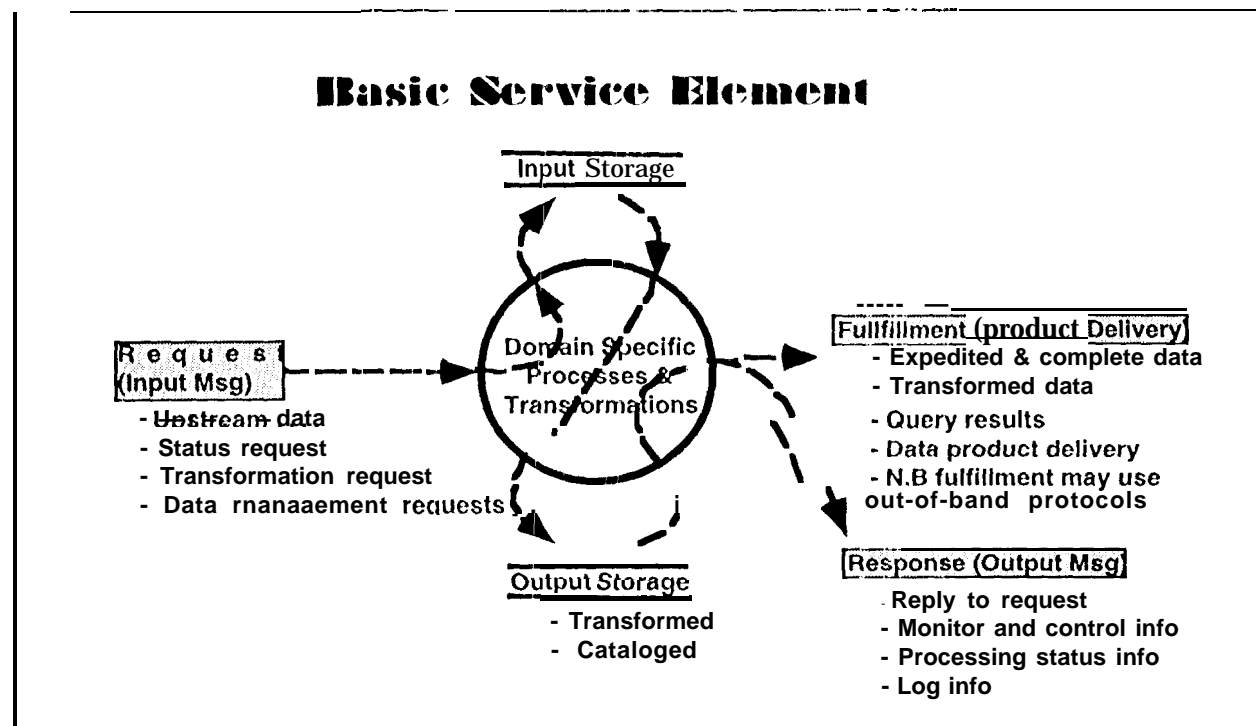 Basic Service Element
Input Storage
Domain Specific
Processes &
Transformations
Request
(Input Msg)
- Upstream data
- Status request
- Transformation request
- Data rnanaaement requests
Fullfillment (product Delivery)
- Expedited & complete data
- Transformed data
- Query results
- Data product delivery
- N.B fulfillment may use
out-of-band protocols
Output Storage
- Transformed
- Cataloged
Response (Output Msg)
- Reply to request
- Monitor and control info
- Processing status info
- Log info